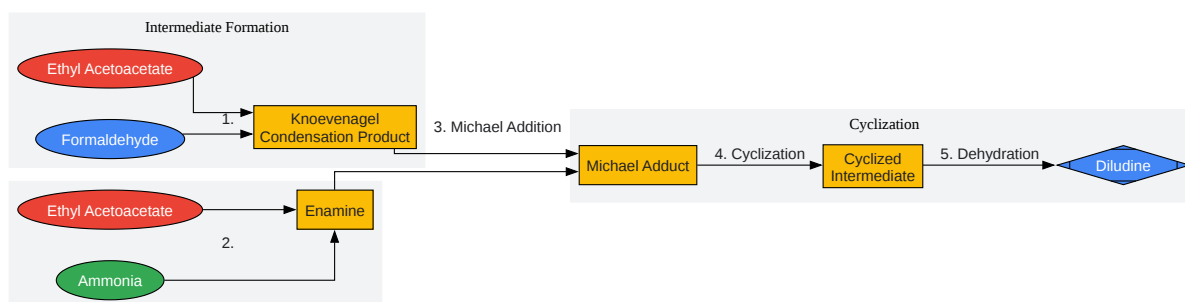 Intermediate Formation
Ethyl Acetoacetate
Formaldehyde
1.
Knoevenagel
Condensation Product
3. Michael Addition
Ethyl Acetoacetate
Ammonia
2.
Enamine
Cyclization
Michael Adduct
4. Cyclization
Cyclized
Intermediate
5. Dehydration
Diludine